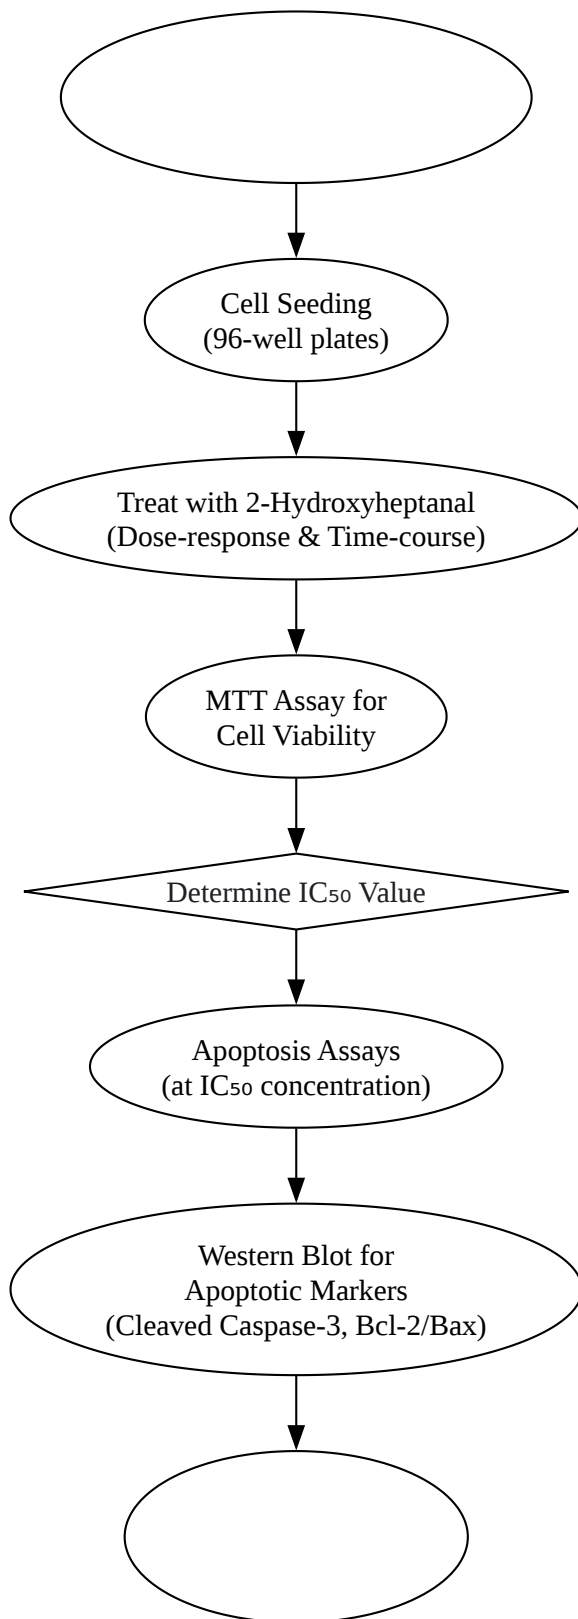 Cell Seeding
(96-well plates)
Treat with 2-Hydroxyheptanal
(Dose-response & Time-course)
MTT Assay for
Cell Viability
Determine IC₅₀ Value
Apoptosis Assays
(at IC₅₀ concentration)
Western Blot for
Apoptotic Markers
(Cleaved Caspase-3, Bcl-2/Bax)